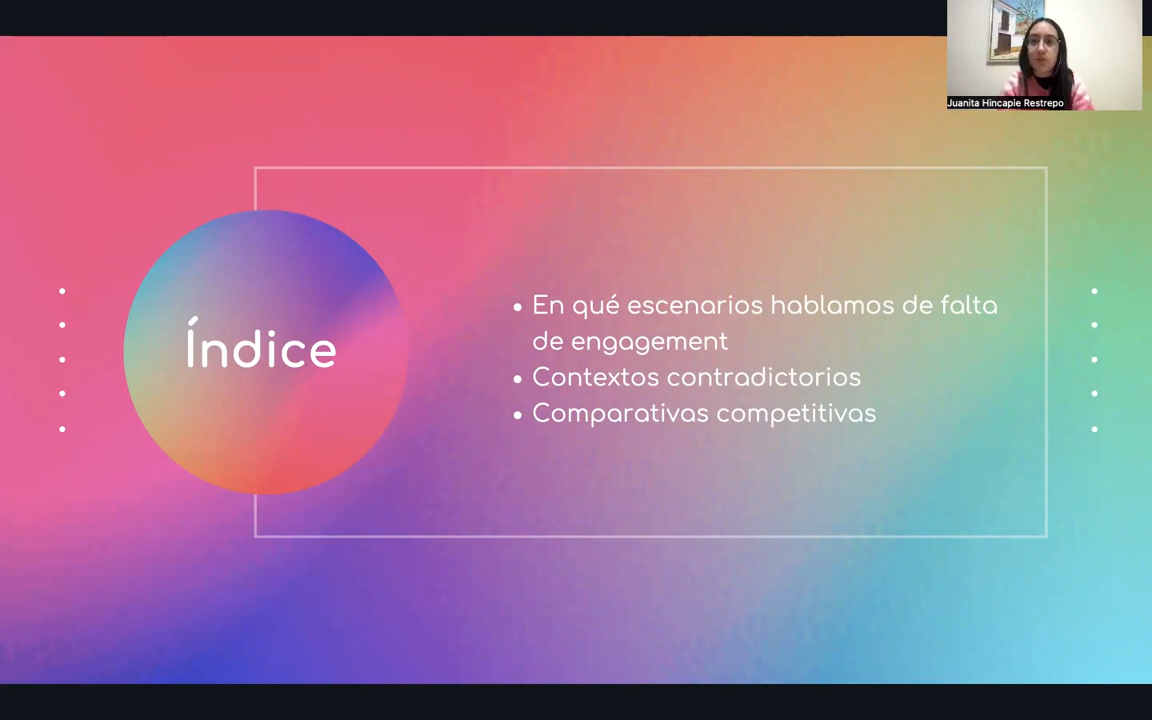 Juanita Hincapie Restrepo
Índice
• En qué escenarios hablamos de falta
de engagement
• Contextos contradictorios
• Comparativas competitivas